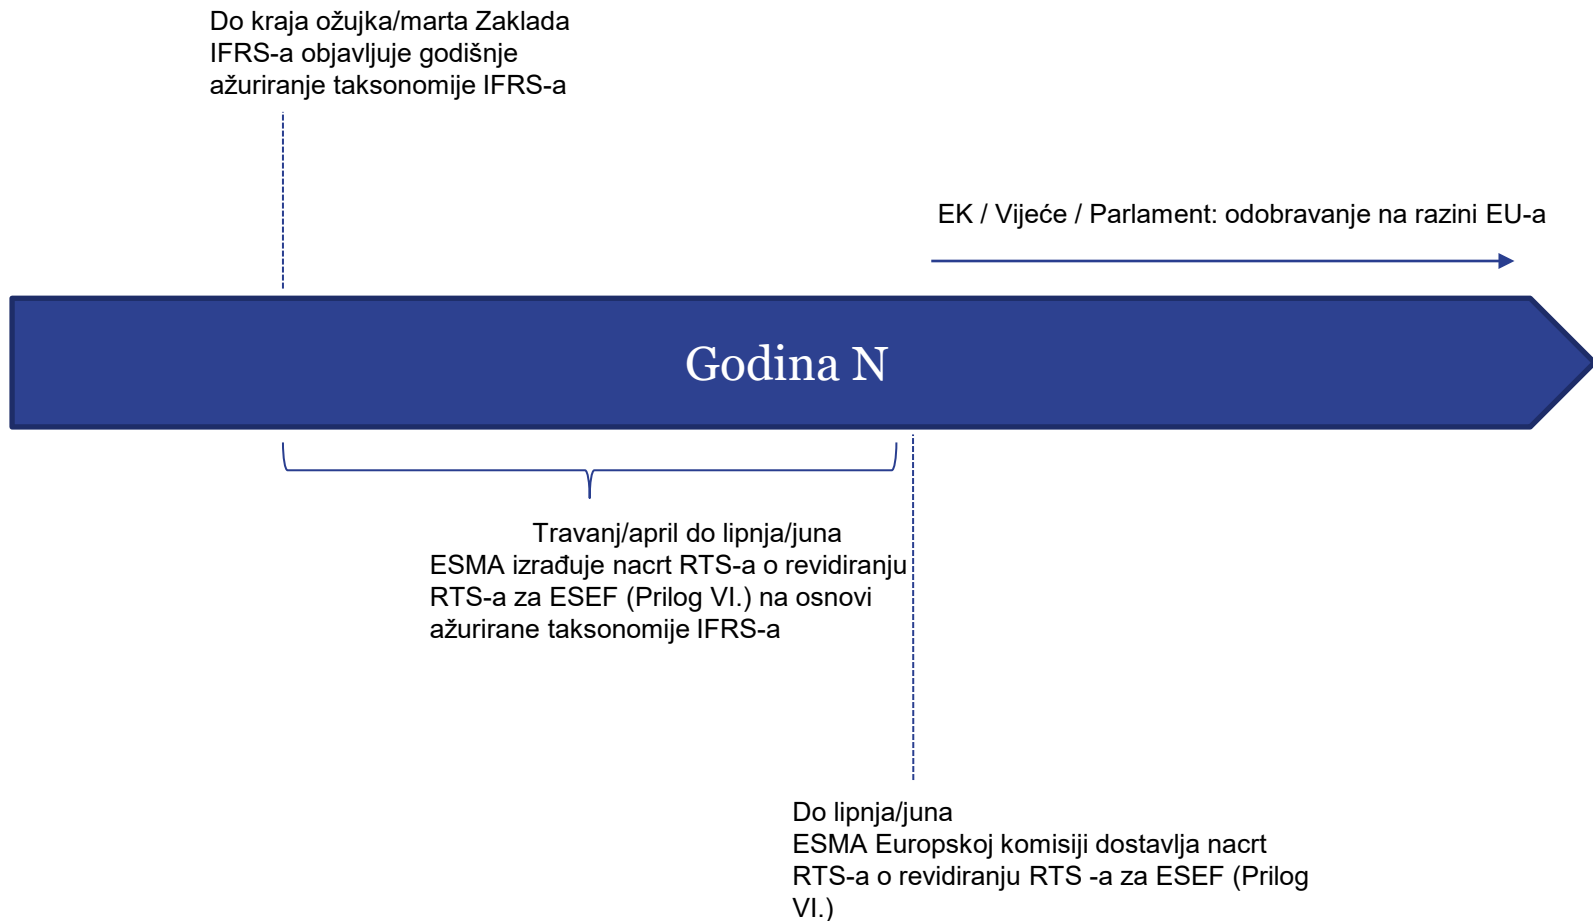 Do kraja ožujka/marta Zaklada
IFRS-a objavljuje godišnje
ažuriranje taksonomije IFRS-a
EK / Vijeće / Parlament: odobravanje na razini EU-a
Godina N
Travanj/april do lipnja/juna
ESMA izrađuje nacrt RTS-a o revidiranju
RTS-a za ESEF (Prilog VI.) na osnovi
ažurirane taksonomije IFRS-a
Do lipnja/juna
ESMA Europskoj komisiji dostavlja nacrt
RTS-a o revidiranju RTS -a za ESEF (Prilog
VI.)